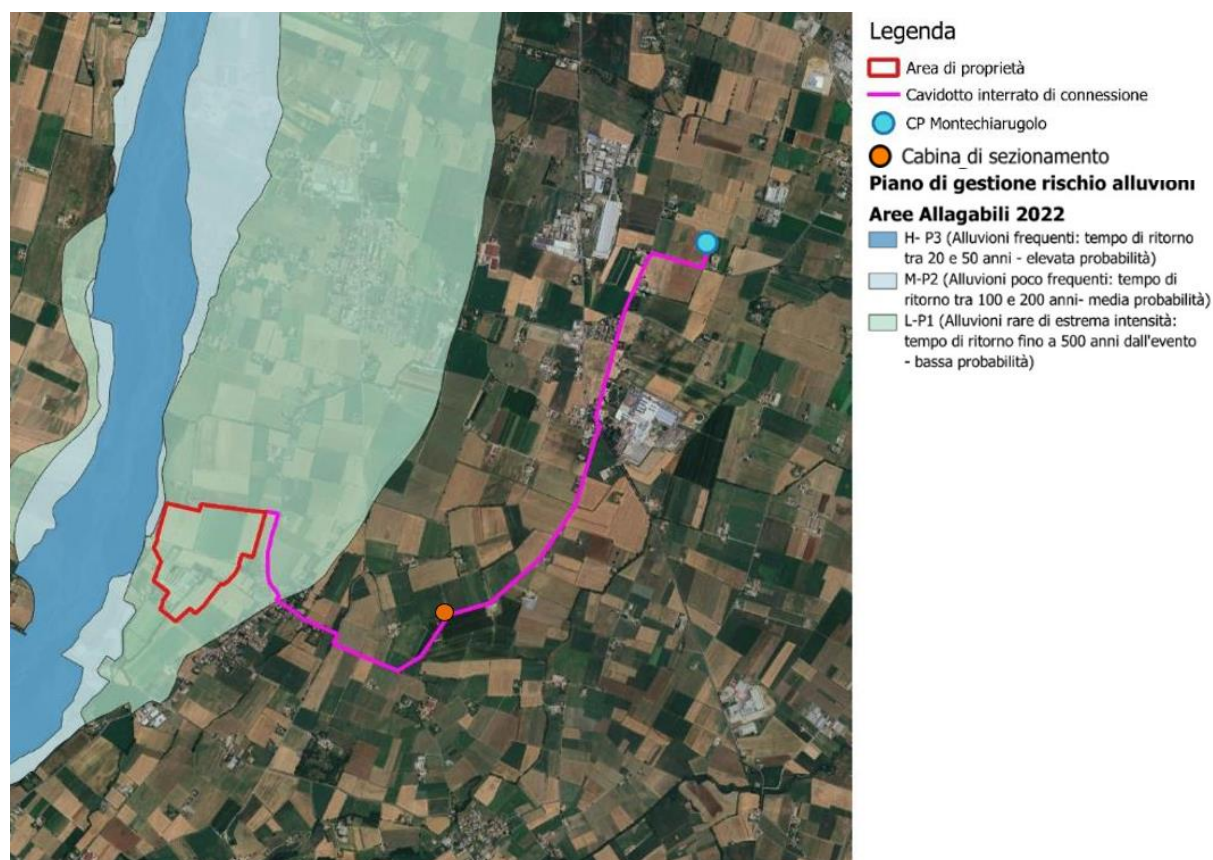 Legenda
Area di proprietà
Cavidotto interrato di connessione
CP Montechiarugolo
Cabina di sezionamento
Piano di gestione rischio alluvioni
Aree Allagabili 2022
H- P3 (Alluvioni frequenti: tempo di ritorno
tra 20 e 50 anni - elevata probabilità)
M-P2 (Alluvioni poco frequenti: tempo di
ritorno tra 100 e 200 anni- media probabilità)
L-P1 (Alluvioni rare di estrema intensità:
tempo di ritorno fino a 500 anni dall'evento
- bassa probabilità)